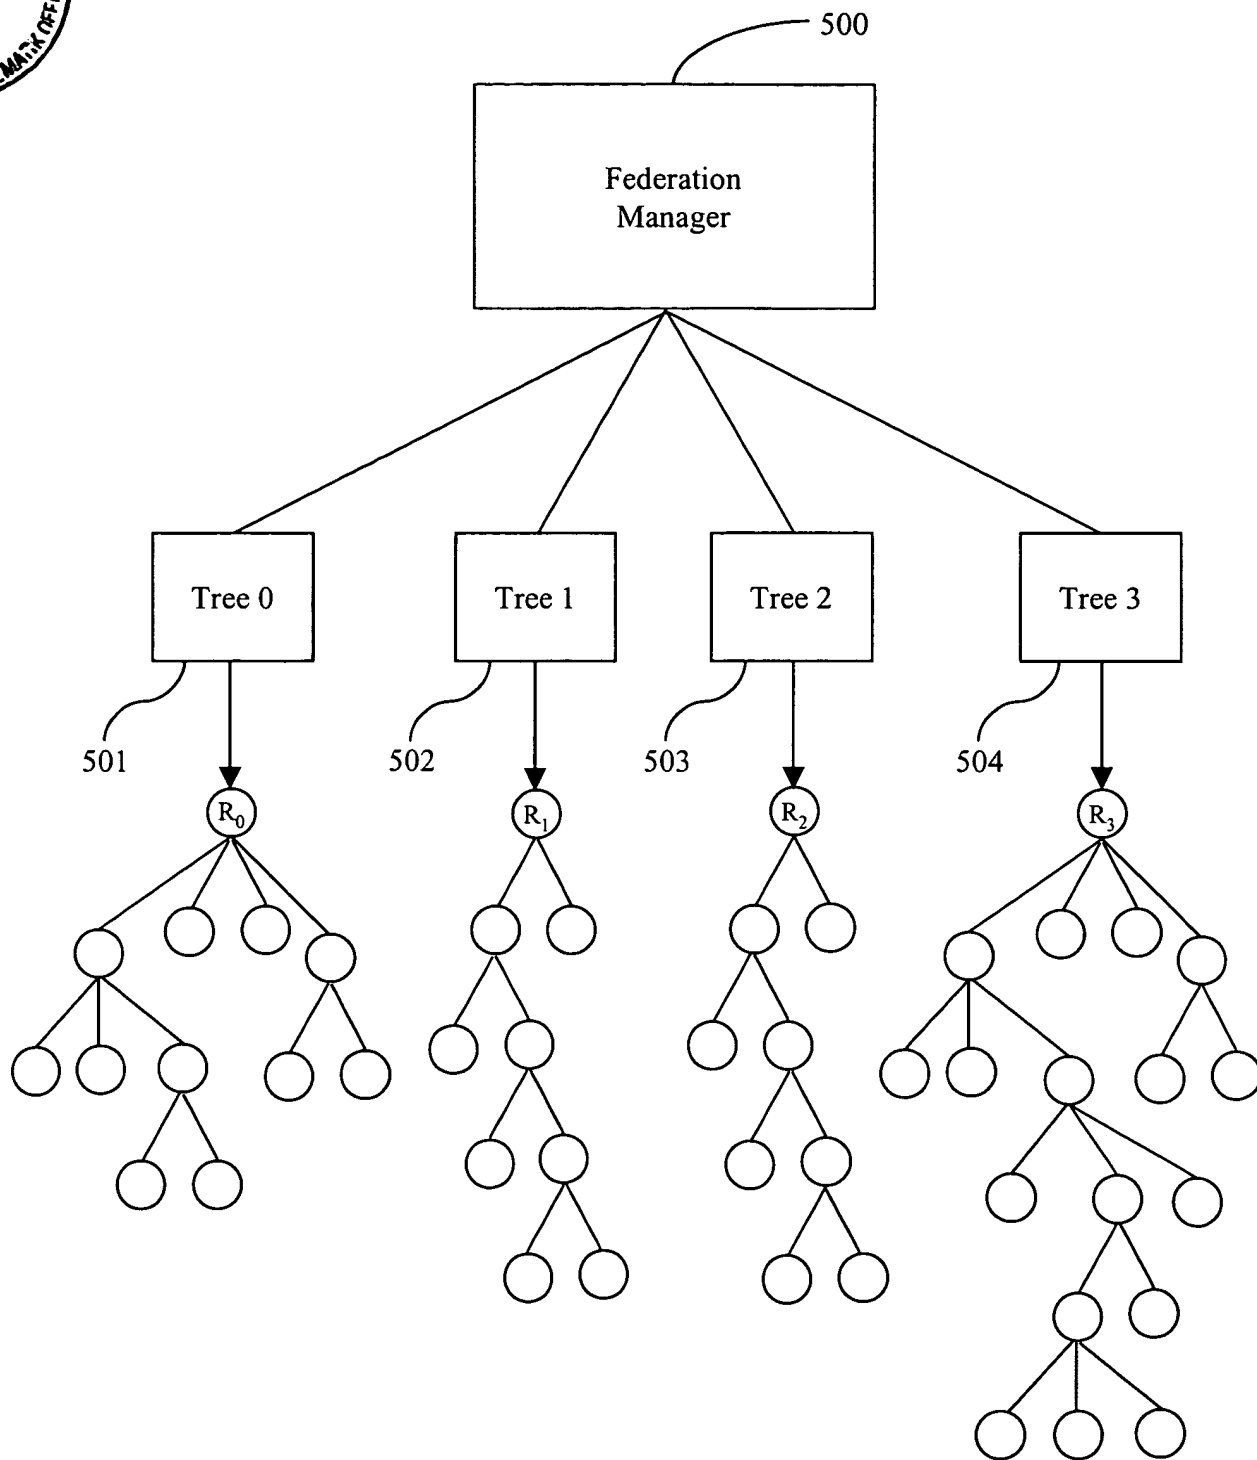 500
Federation
Manager
Tree 0
Tree 1
Tree 2
Tree 3
501
502
503
504
R₀
R₁
R₂
R₃